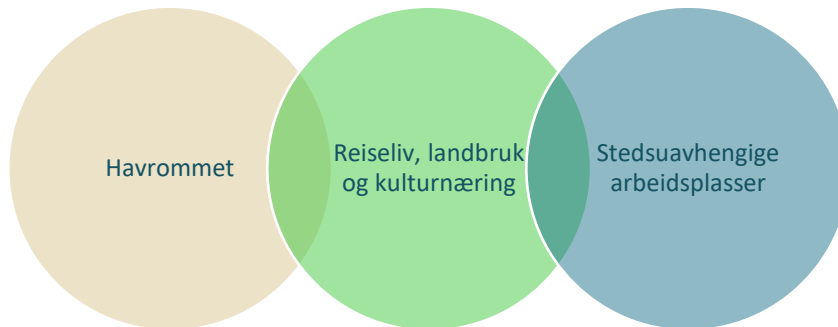 Havrommet
Reiseliv, landbruk
og kulturnæring
Stedsuavhengige
arbeidsplasser